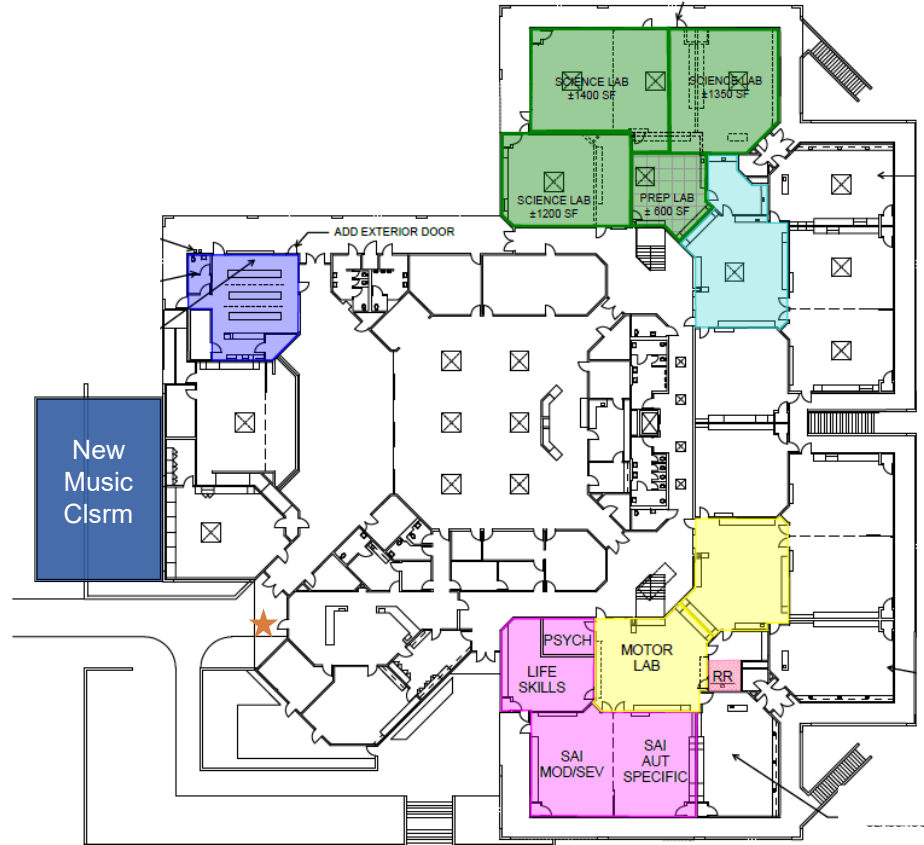 SCIENCE LAB
±1400 SF
SCIENCE LAB
±1350 SF
SCIENCE LAB
±1200 SF
PREP LAB
± 600 SF
ADD EXTERIOR DOOR
New
Music
Clsrm
PSYCH
LIFE
SKILLS
MOTOR
LAB
RR
SAI
MOD/SEV
SAI
AUT
SPECIFIC